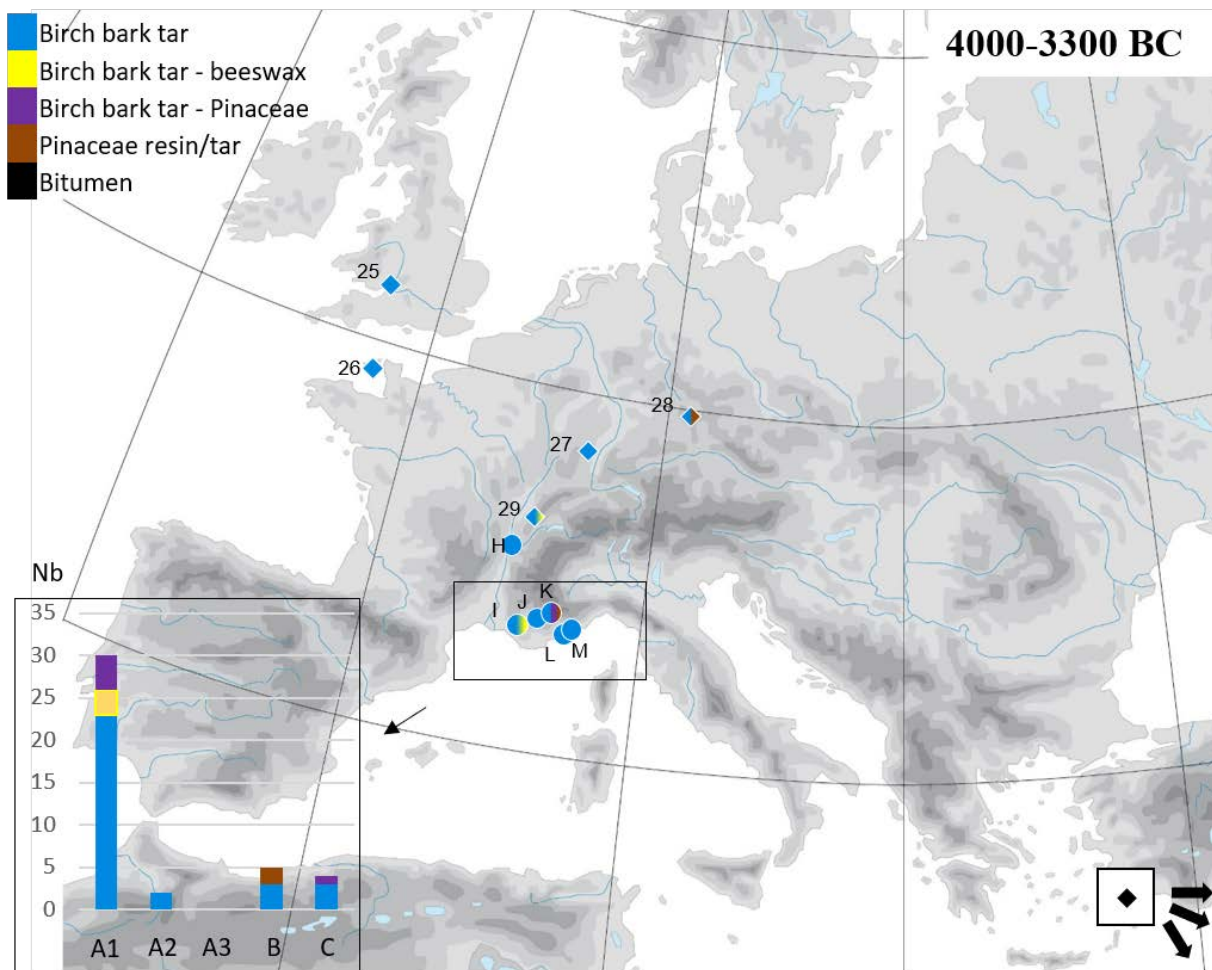 Birch bark tar
Birch bark tar - beeswax
Birch bark tar - Pinaceae
Pinaceae resin/tar
Bitumen
4000-3300 BC
25
26
28
27
29
H
K
J
I
L
M
Nb
35
30
25
20
15
10
5
0
A1 A2 A3 B C